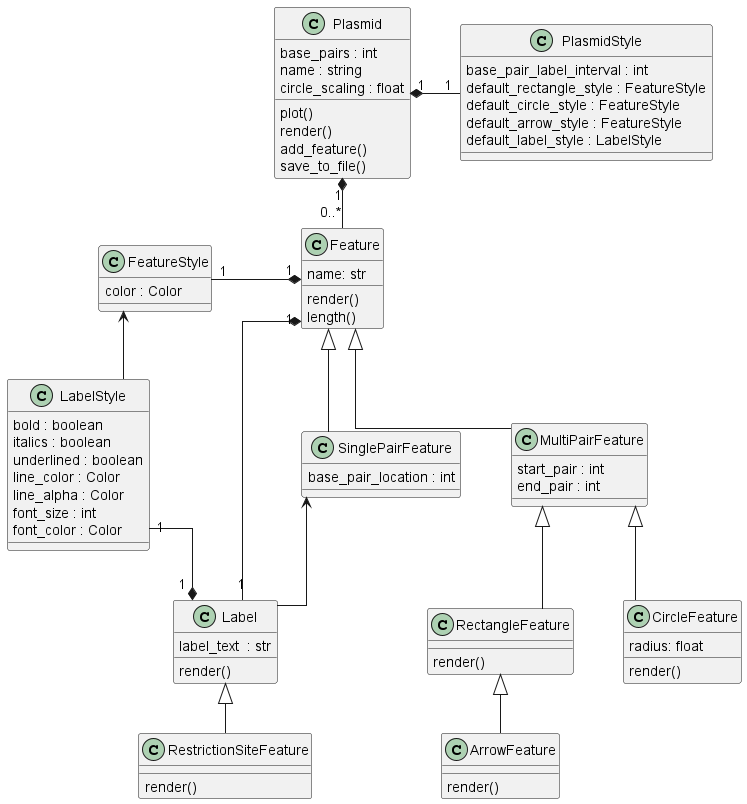 C Plasmid
base_pairs : int
name : string
circle_scaling : float
plot()
render()
add_feature()
save_to_file()
C PlasmidStyle
base_pair_label_interval : int
default_rectangle_style : FeatureStyle
default_circle_style : FeatureStyle
default_arrow_style : FeatureStyle
default_label_style : LabelStyle
1 1
1
0..*
C Feature
name: str
render()
length()
C FeatureStyle
color : Color
1 1
1
C LabelStyle
bold : boolean
italics : boolean
underlined : boolean
line_color : Color
line_alpha : Color
font_size : int
font_color : Color
C SinglePairFeature
base_pair_location : int
C MultiPairFeature
start_pair : int
end_pair : int
1
1 1
C Label
label_text : str
render()
C RectangleFeature
render()
C CircleFeature
radius: float
render()
C RestrictionSiteFeature
render()
C ArrowFeature
render()